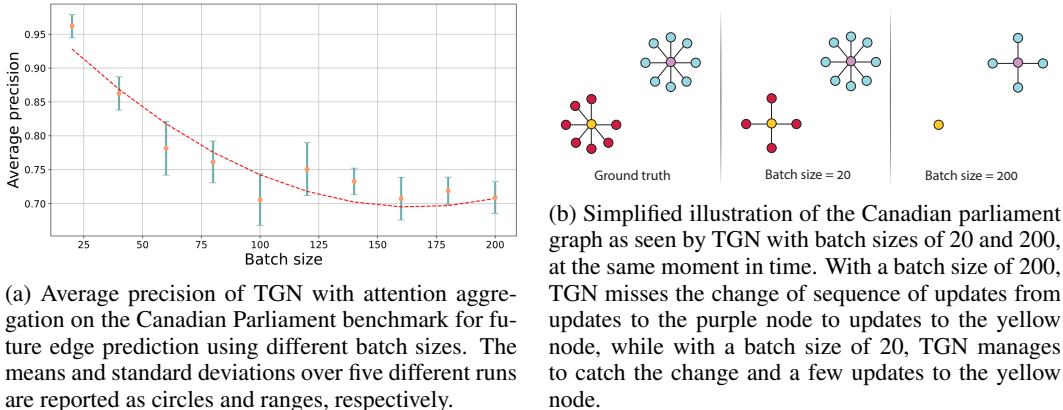 0.95
0.90
0.85
0.80
0.75
0.70
Average precision
25 50 75 100 125 150 175 200
Batch size
(a) Average precision of TGN with attention aggre-
gation on the Canadian Parliament benchmark for fu-
ture edge prediction using different batch sizes. The
means and standard deviations over five different runs
are reported as circles and ranges, respectively.
Ground truth
Batch size = 20
Batch size = 200
(b) Simplified illustration of the Canadian parliament
graph as seen by TGN with batch sizes of 20 and 200,
at the same moment in time. With a batch size of 200,
TGN misses the change of sequence of updates from
updates to the purple node to updates to the yellow
node, while with a batch size of 20, TGN manages
to catch the change and a few updates to the yellow
node.